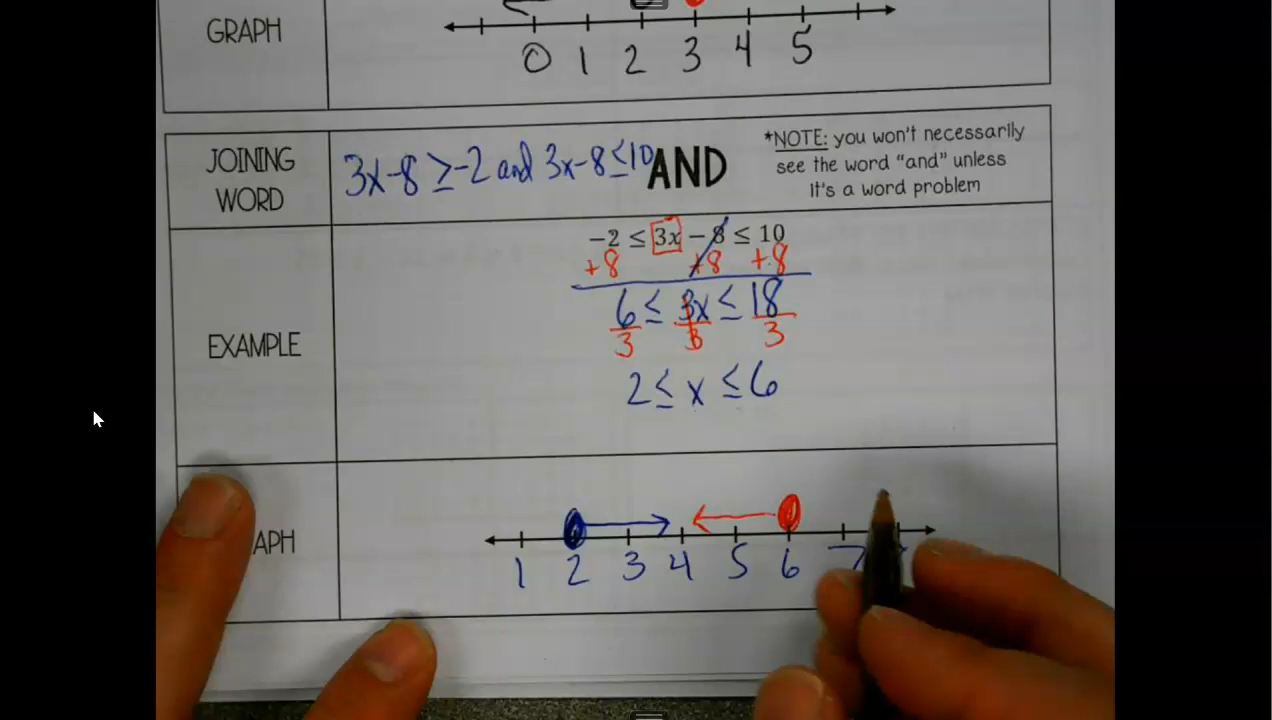 GRAPH
0 1 2 3 4 5
JOINING WORD
3x-8 ≥ -2 and 3x-8 ≤ 10
AND
*NOTE: you won't necessarily
see the word "and" unless
it's a word problem
EXAMPLE
−2 ≤ 3x − 8 ≤ 10
+8 +8 +8
6 ≤ 3x ≤ 18
3 3 3
2 ≤ x ≤ 6
APH
1 2 3 4 5 6 7